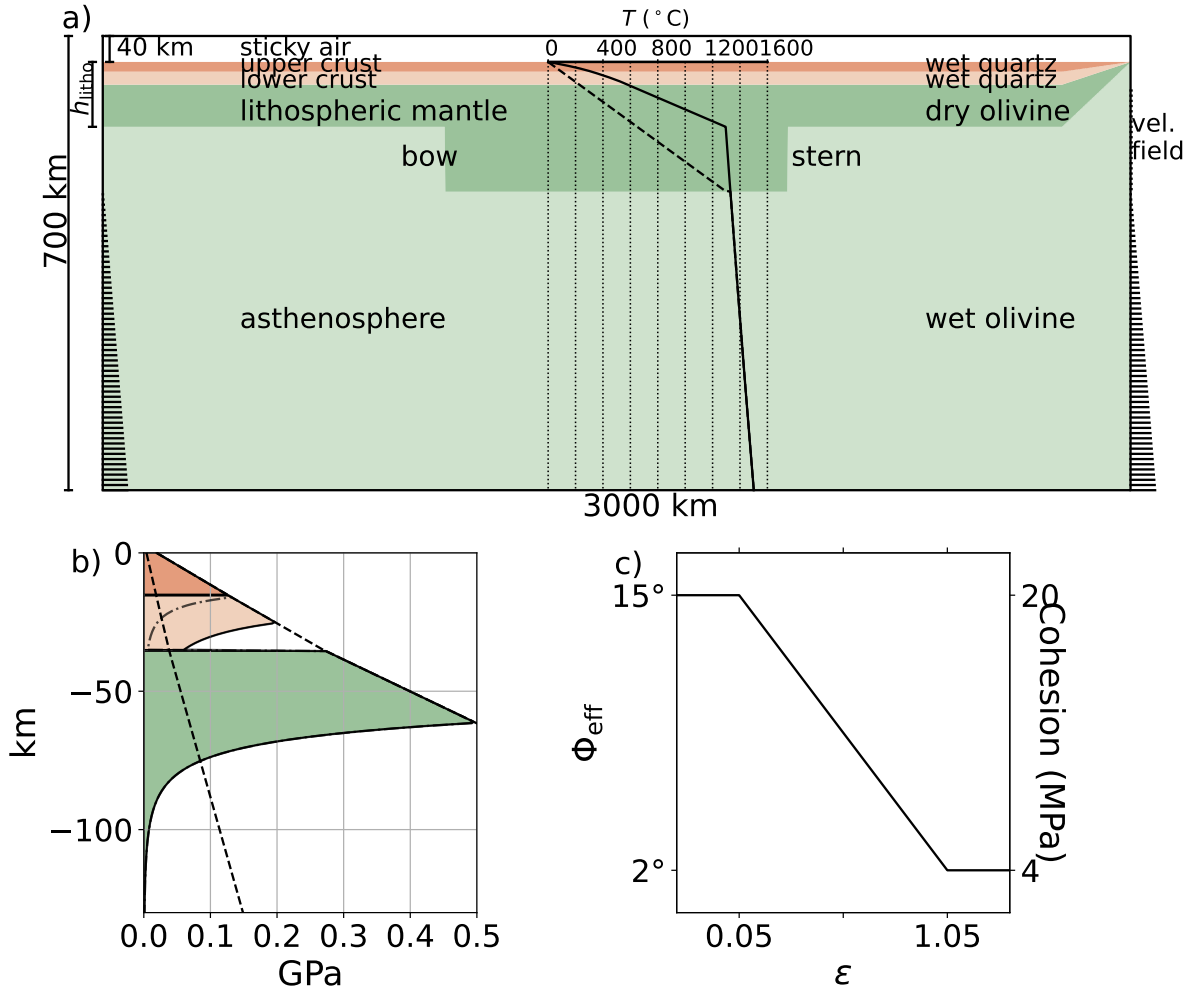 a)
T (°C)
40 km
sticky air
0 400 800 1200 1600
upper crust
wet quartz
lower crust
wet quartz
h_litho
lithospheric mantle
dry olivine
vel.
field
bow
stern
700 km
asthenosphere
wet olivine
3000 km
b)
0
−50
−100
km
0.0 0.1 0.2 0.3 0.4 0.5
GPa
c)
15°
2°
Φ_eff
20
4
Cohesion (MPa)
0.05 1.05
ε